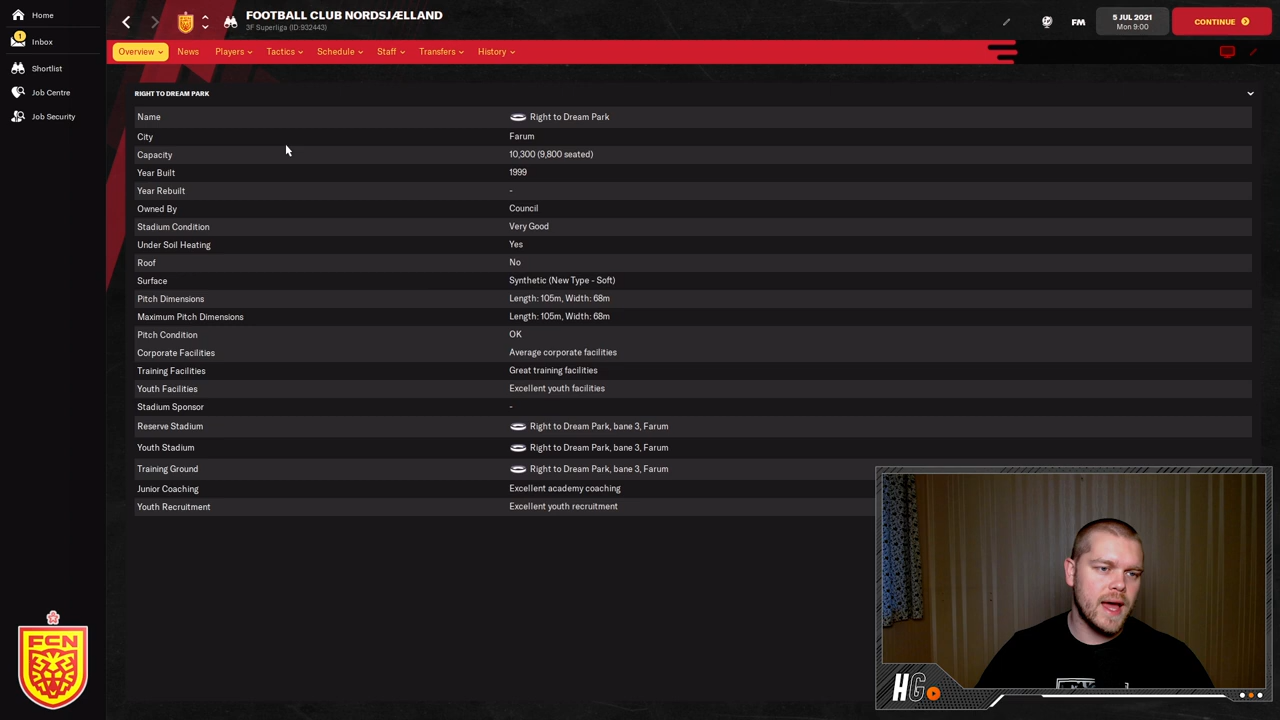 FOOTBALL CLUB NORDSJÆLLAND
3F Superliga (ID:932443)
FM
5 JUL 2021
Mon 9:00
CONTINUE
Home
1
Inbox
Shortlist
Job Centre
Job Security
Overview
News
Players
Tactics
Schedule
Staff
Transfers
History
RIGHT TO DREAM PARK
Name Right to Dream Park
City Farum
Capacity 10,300 (9,800 seated)
Year Built 1999
Year Rebuilt -
Owned By Council
Stadium Condition Very Good
Under Soil Heating Yes
Roof No
Surface Synthetic (New Type - Soft)
Pitch Dimensions Length: 105m, Width: 68m
Maximum Pitch Dimensions Length: 105m, Width: 68m
Pitch Condition OK
Corporate Facilities Average corporate facilities
Training Facilities Great training facilities
Youth Facilities Excellent youth facilities
Stadium Sponsor -
Reserve Stadium Right to Dream Park, bane 3, Farum
Youth Stadium Right to Dream Park, bane 3, Farum
Training Ground Right to Dream Park, bane 3, Farum
Junior Coaching Excellent academy coaching
Youth Recruitment Excellent youth recruitment
FCN
HG